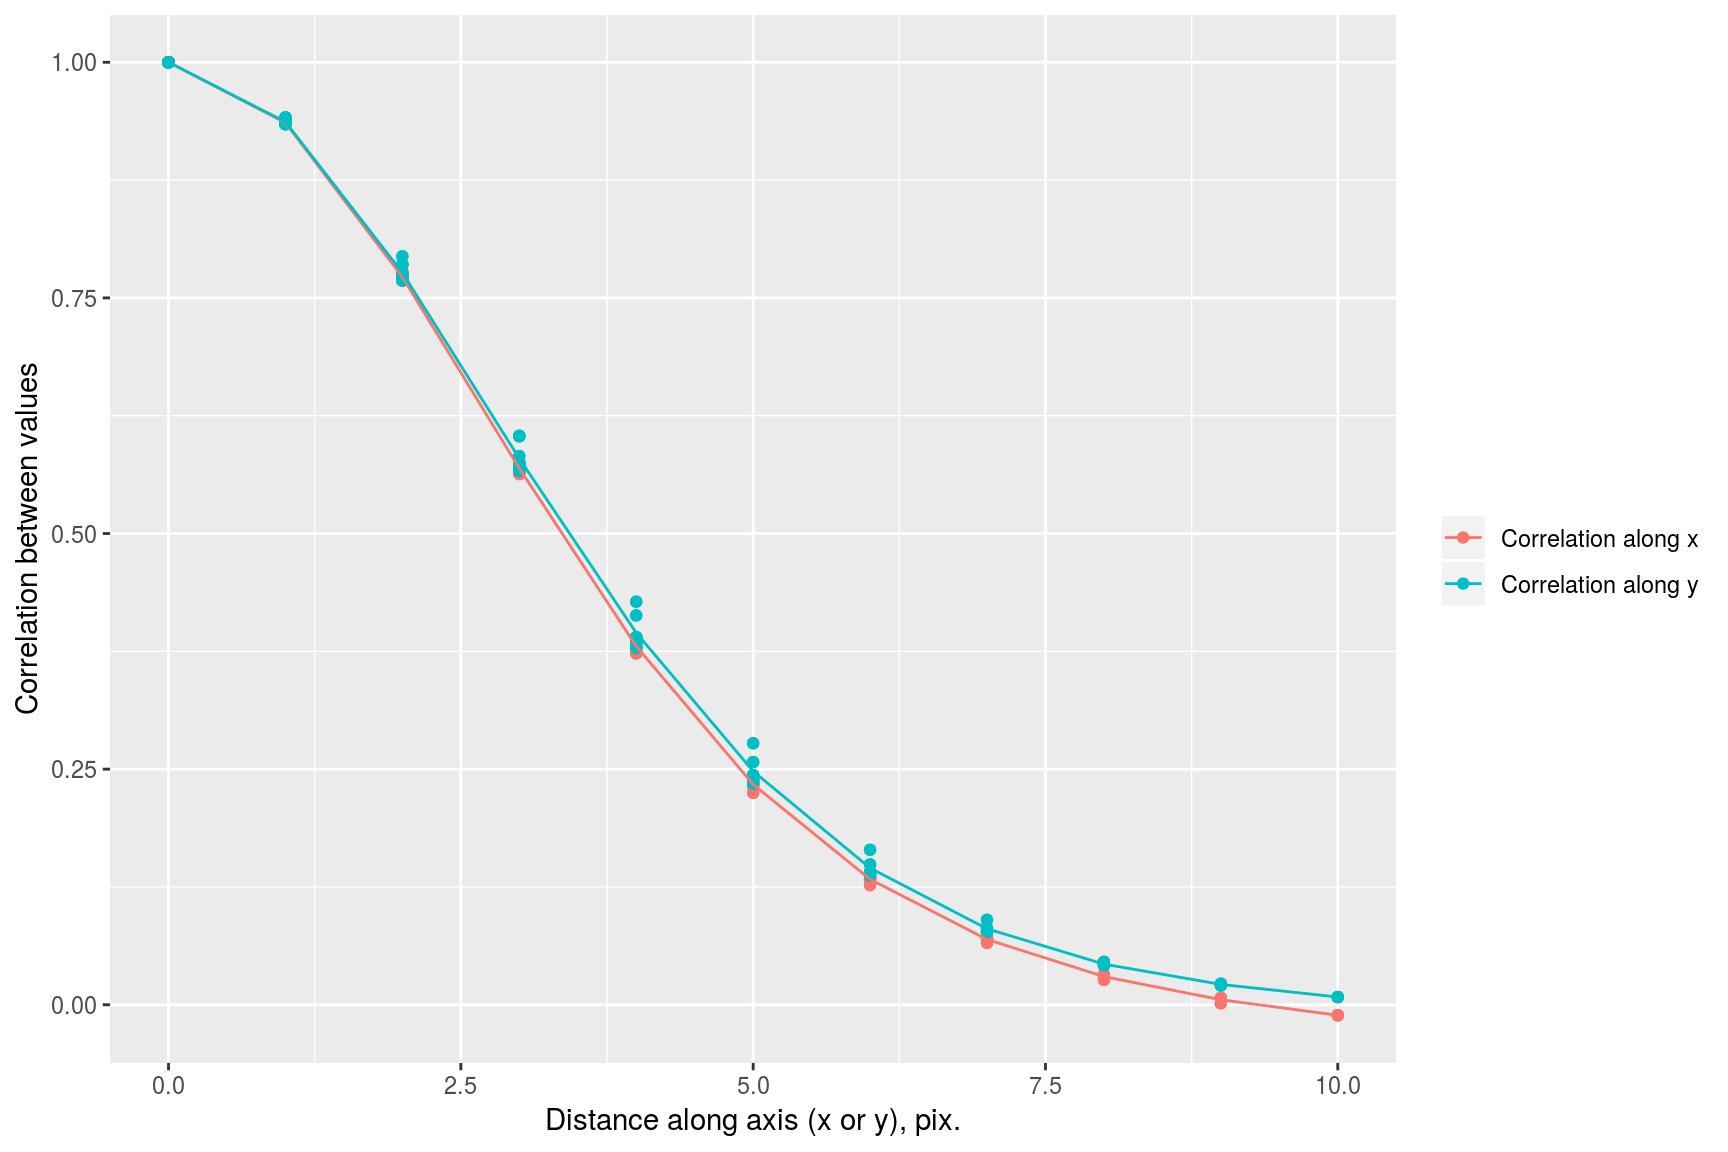 1.00
0.75
0.50
0.25
0.00
0.0 2.5 5.0 7.5 10.0
Distance along axis (x or y), pix.
Correlation between values
Correlation along x
Correlation along y